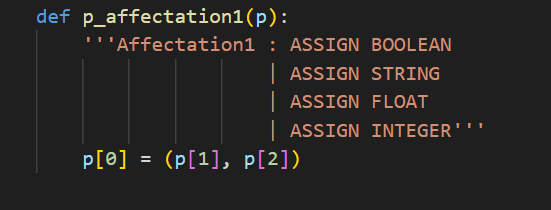 def p_affectation1(p):
'''Affectation1 : ASSIGN BOOLEAN
| ASSIGN STRING
| ASSIGN FLOAT
| ASSIGN INTEGER'''
p[0] = (p[1], p[2])